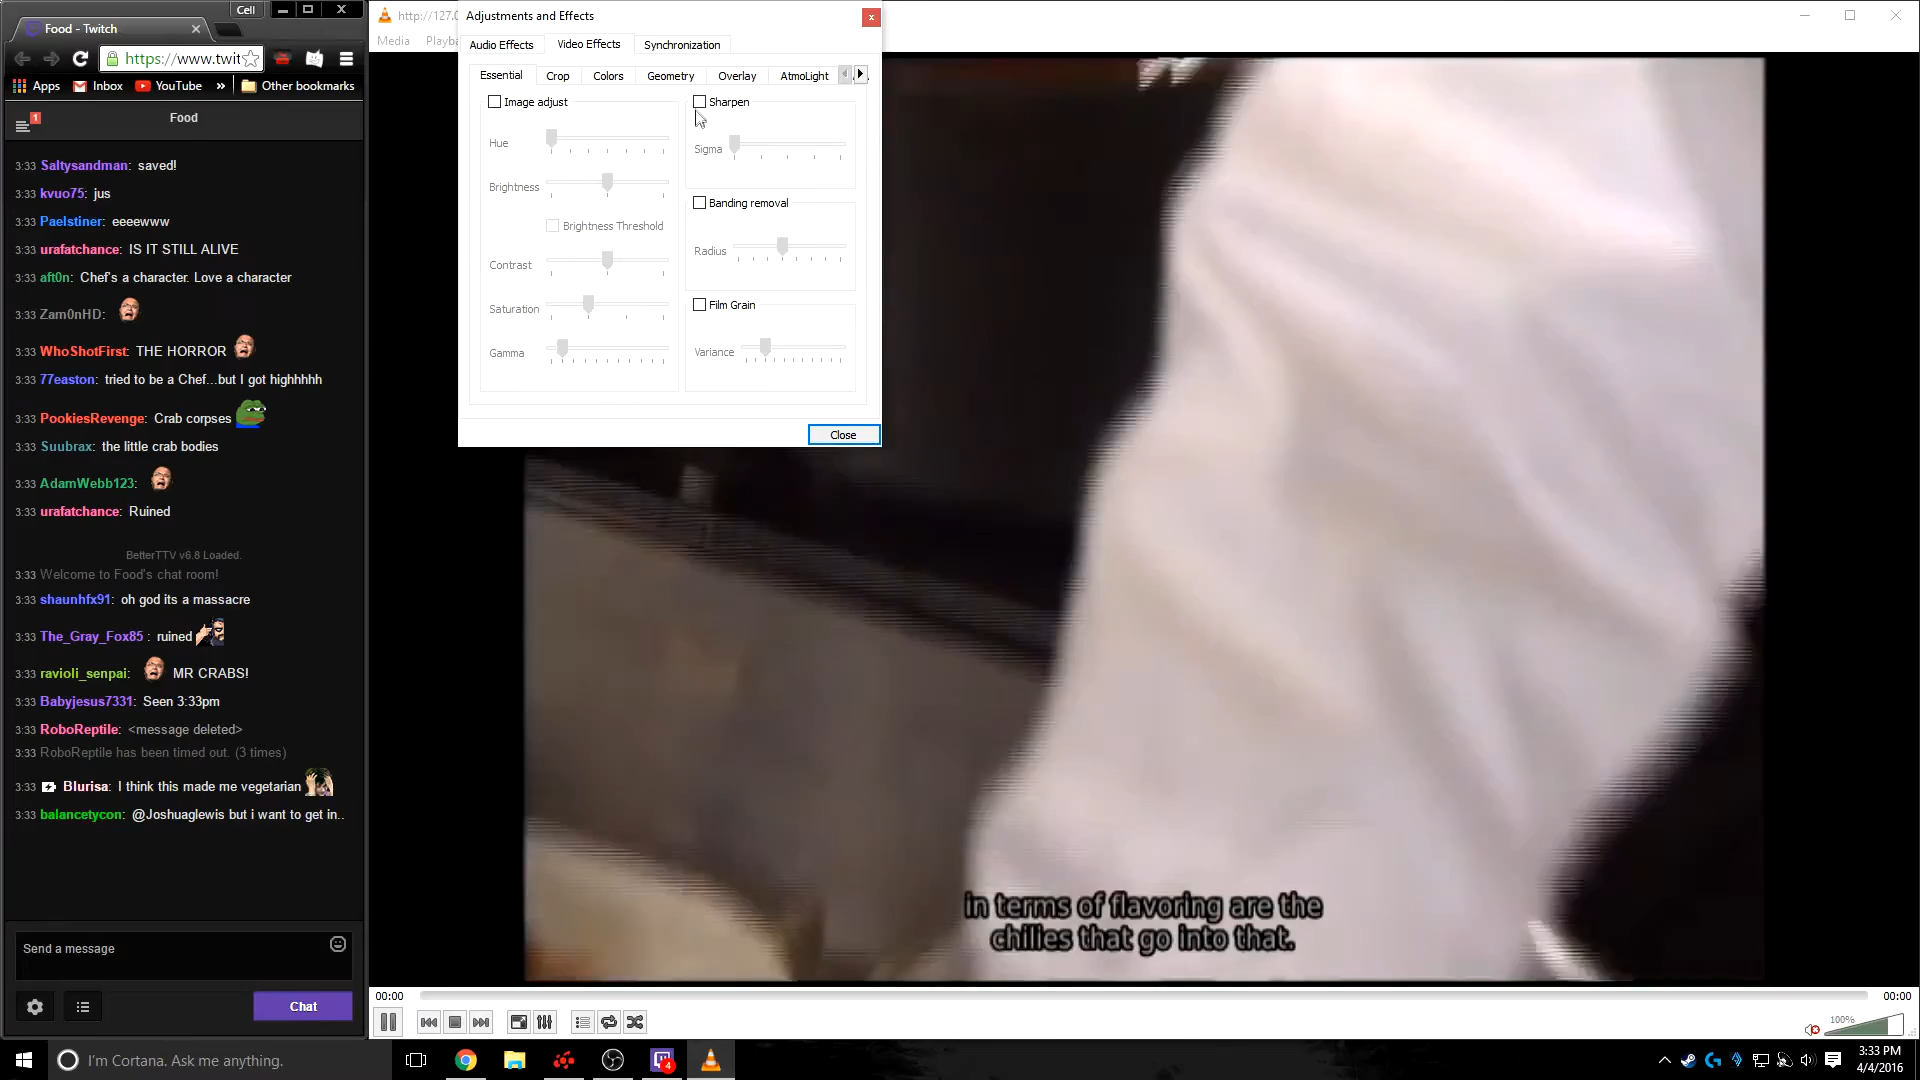 Cell
Food - Twitch
https://www.twit
Apps
Inbox
YouTube
»
Other bookmarks
1
Food
3:33 Saltysandman: saved!
3:33 kvuo75: jus
3:33 Paelstiner: eeeewww
3:33 urafatchance: IS IT STILL ALIVE
3:33 aft0n: Chef's a character. Love a character
3:33 Zam0nHD:
3:33 WhoShotFirst: THE HORROR
3:33 77easton: tried to be a Chef...but I got highhhhh
3:33 PookiesRevenge: Crab corpses
3:33 Suubrax: the little crab bodies
3:33 AdamWebb123:
3:33 urafatchance: Ruined
BetterTTV v6.8 Loaded.
3:33 Welcome to Food's chat room!
3:33 shaunhfx91: oh god its a massacre
3:33 The_Gray_Fox85 : ruined
3:33 ravioli_senpai: MR CRABS!
3:33 Babyjesus7331: Seen 3:33pm
3:33 RoboReptile: <message deleted>
3:33 RoboReptile has been timed out. (3 times)
3:33 Blurisa: I think this made me vegetarian
3:33 balancetycon: @Joshuaglewis but i want to get in..
Send a message
Chat
http://127.0
Media
Playba
Adjustments and Effects
Audio Effects
Video Effects
Synchronization
Essential
Crop
Colors
Geometry
Overlay
AtmoLight
Image adjust
Hue
Brightness
Brightness Threshold
Contrast
Saturation
Gamma
Sharpen
Sigma
Banding removal
Radius
Film Grain
Variance
Close
in terms of flavoring are the
chilies that go into that.
00:00
00:00
100%
I'm Cortana. Ask me anything.
4
3:33 PM
4/4/2016